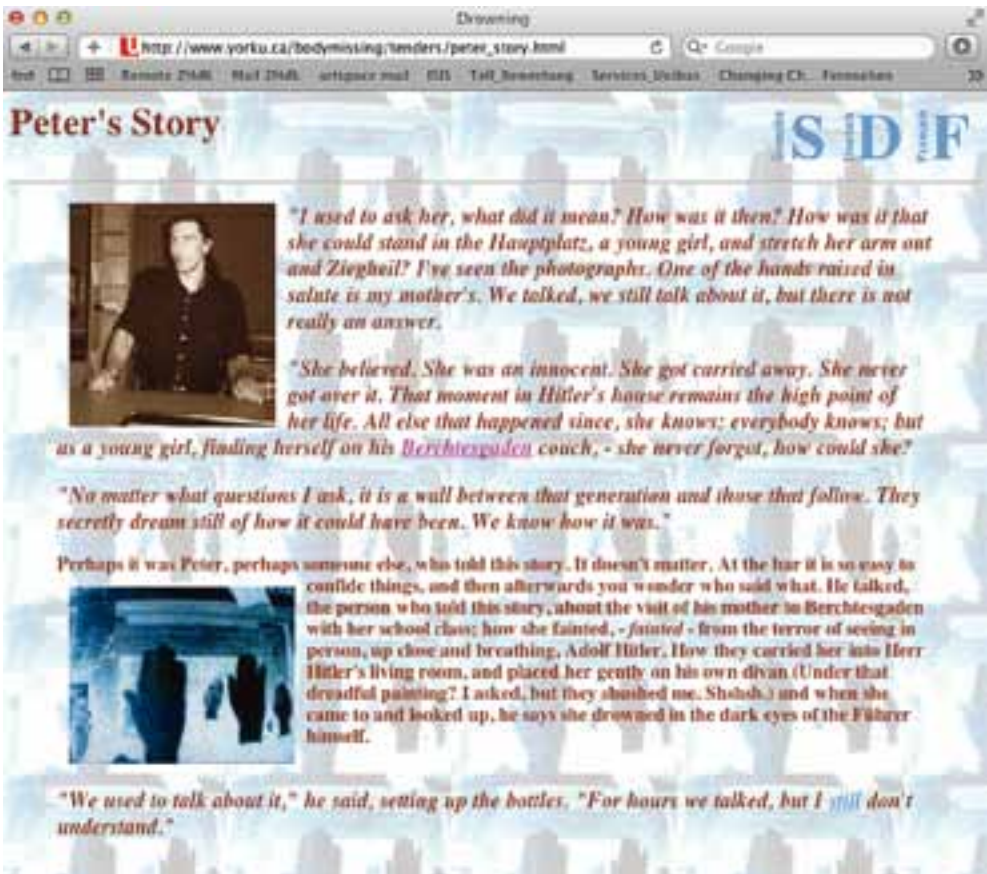 Drowning
http://www.yorku.ca/bodymissing/tenders/peter_story.html
Google
Remote ZHdK Mail ZHdK artspace mail ISIS Services_Unibas Changing Ch. Fernsehen
Peter's Story
S D F
"I used to ask her, what did it mean? How was it then? How was it that
she could stand in the Hauptplatz, a young girl, and stretch her arm out
and Ziegheil? I've seen the photographs. One of the hands raised in
salute is my mother's. We talked, we still talk about it, but there is not
really an answer.
"She believed. She was an innocent. She got carried away. She never
got over it. That moment in Hitler's house remains the high point of
her life. All else that happened since, she knows; everybody knows; but
as a young girl, finding herself on his Berchtesgaden couch, - she never forgot, how could she?
"No matter what questions I ask, it is a wall between that generation and those that follow. They
secretly dream still of how it could have been. We know how it was."
Perhaps it was Peter, perhaps someone else, who told this story. It doesn't matter. At the bar it is so easy to
confide things, and then afterwards you wonder who said what. He talked,
the person who told this story, about the visit of his mother to Berchtesgaden
with her school class; how she fainted, - fainted - from the terror of seeing in
person, up close and breathing, Adolf Hitler. How they carried her into Herr
Hitler's living room, and placed her gently on his own divan (Under that
dreadful painting? I asked, but they shushed me. Shshsh.) and when she
came to and looked up, he says she drowned in the dark eyes of the Führer
himself.
"We used to talk about it," he said, setting up the bottles. "For hours we talked, but I still don't
understand."